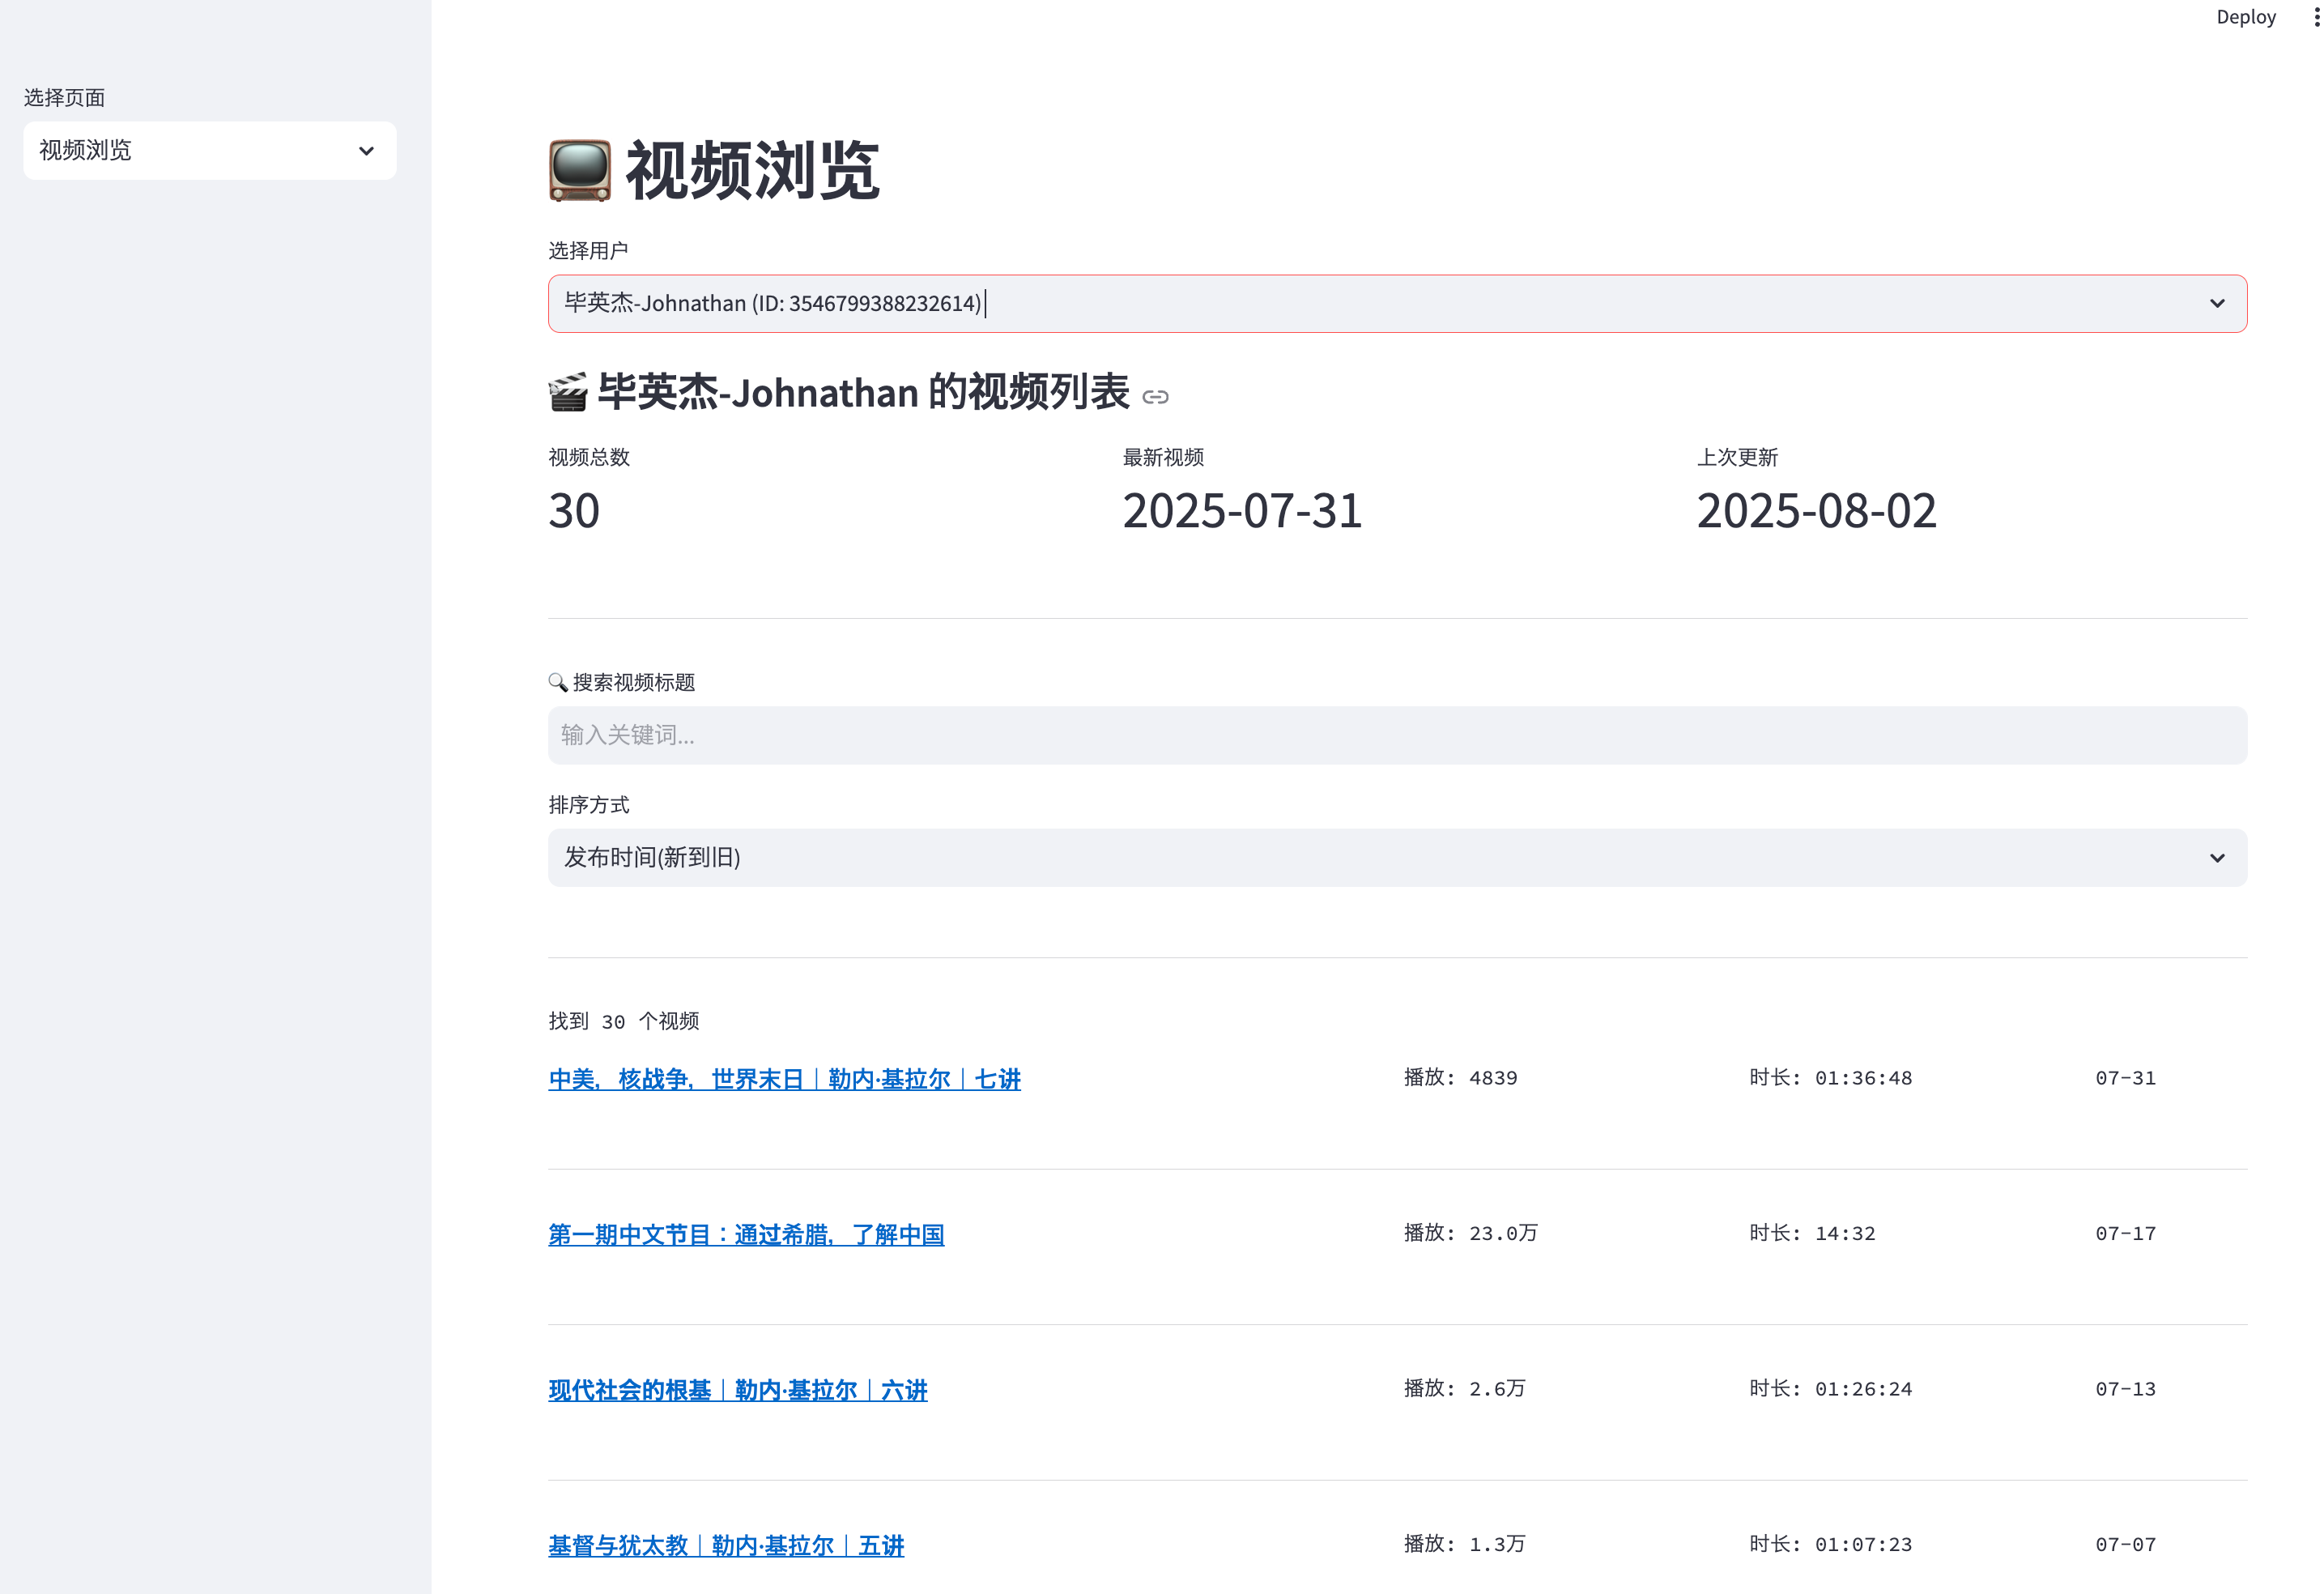 Deploy
选择页面
视频浏览
视频浏览
选择用户
毕英杰-Johnathan (ID: 3546799388232614)
毕英杰-Johnathan 的视频列表
视频总数 最新视频 上次更新
30 2025-07-31 2025-08-02
搜索视频标题
输入关键词...
排序方式
发布时间(新到旧)
找到 30 个视频
中美，核战争，世界末日｜勒内·基拉尔｜七讲 播放: 4839 时长: 01:36:48 07-31
第一期中文节目：通过希腊，了解中国 播放: 23.0万 时长: 14:32 07-17
现代社会的根基｜勒内·基拉尔｜六讲 播放: 2.6万 时长: 01:26:24 07-13
基督与犹太教｜勒内·基拉尔｜五讲 播放: 1.3万 时长: 01:07:23 07-07